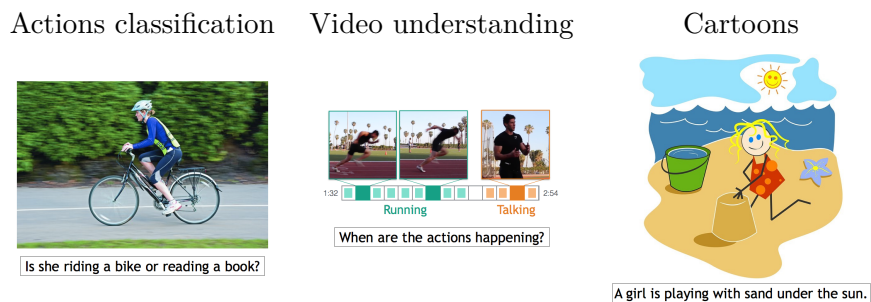 Actions classification
Is she riding a bike or reading a book?
Video understanding
1:32
2:54
Running
Talking
When are the actions happening?
Cartoons
A girl is playing with sand under the sun.